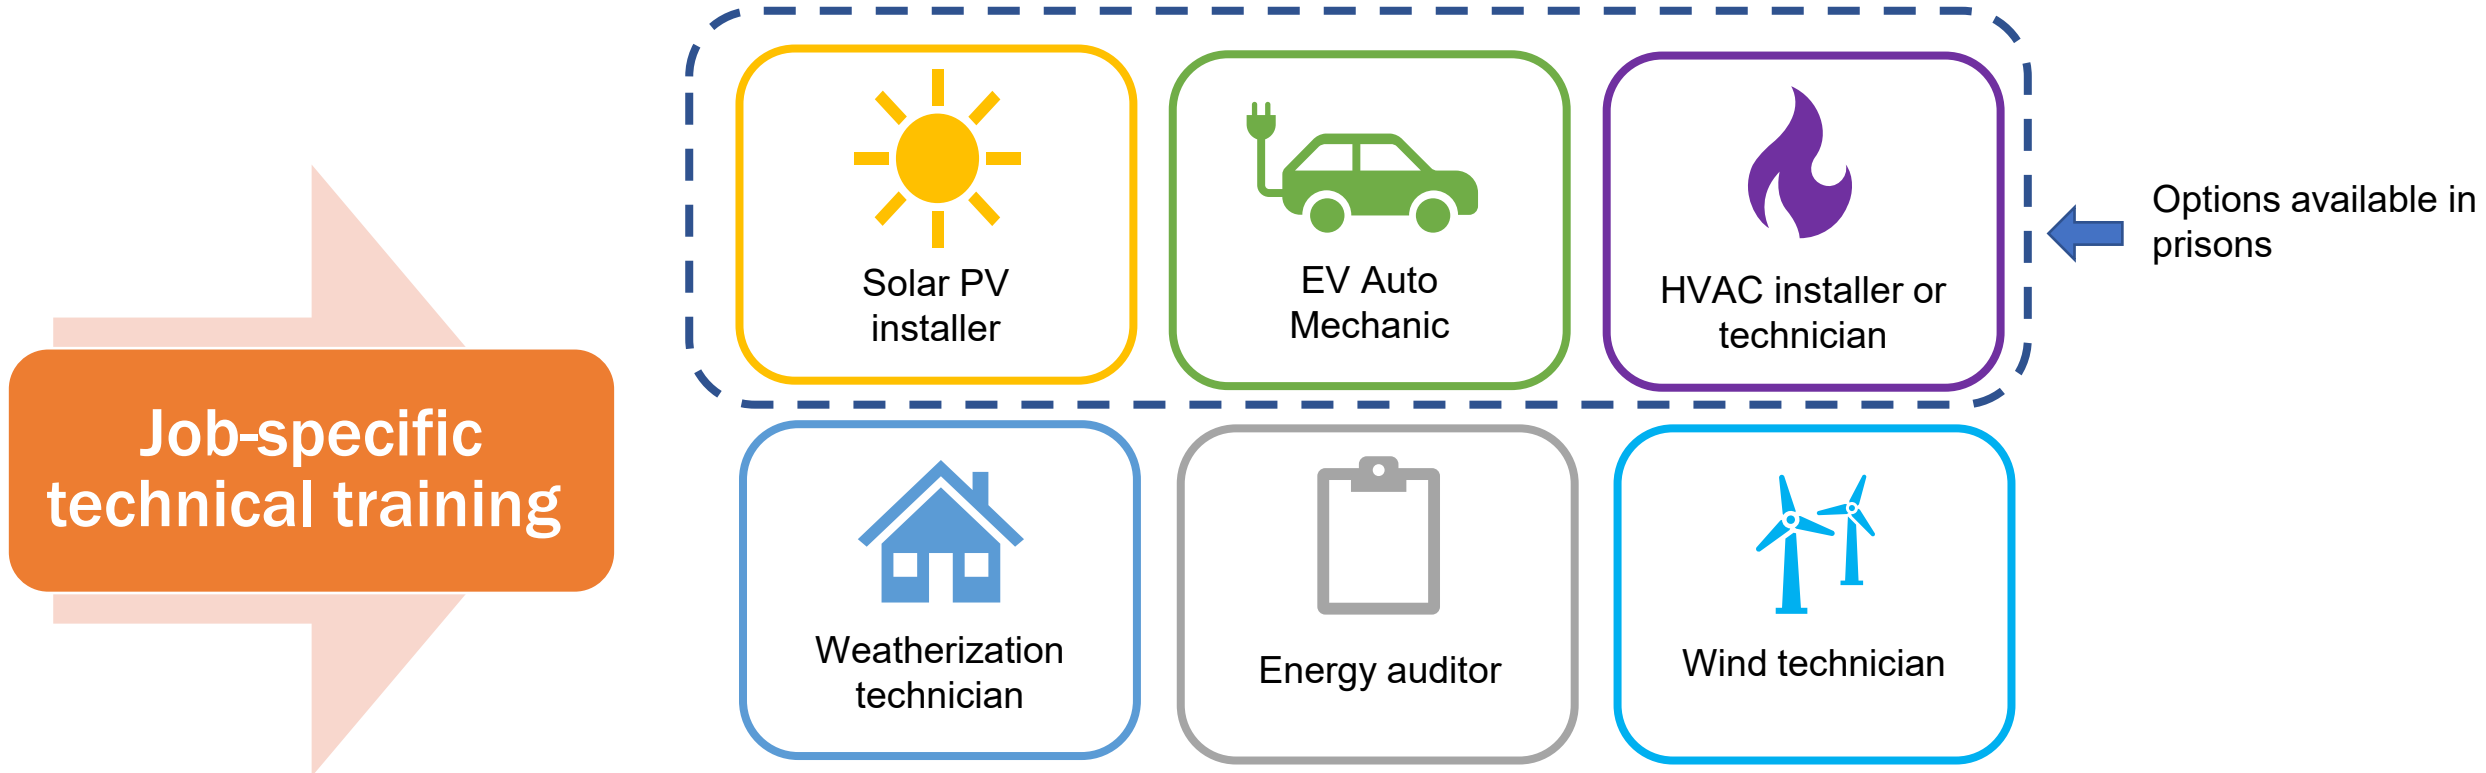 Job-specific
technical training
Solar PV
installer
EV Auto
Mechanic
HVAC installer or
technician
Options available in
prisons
Weatherization
technician
Energy auditor
Wind technician